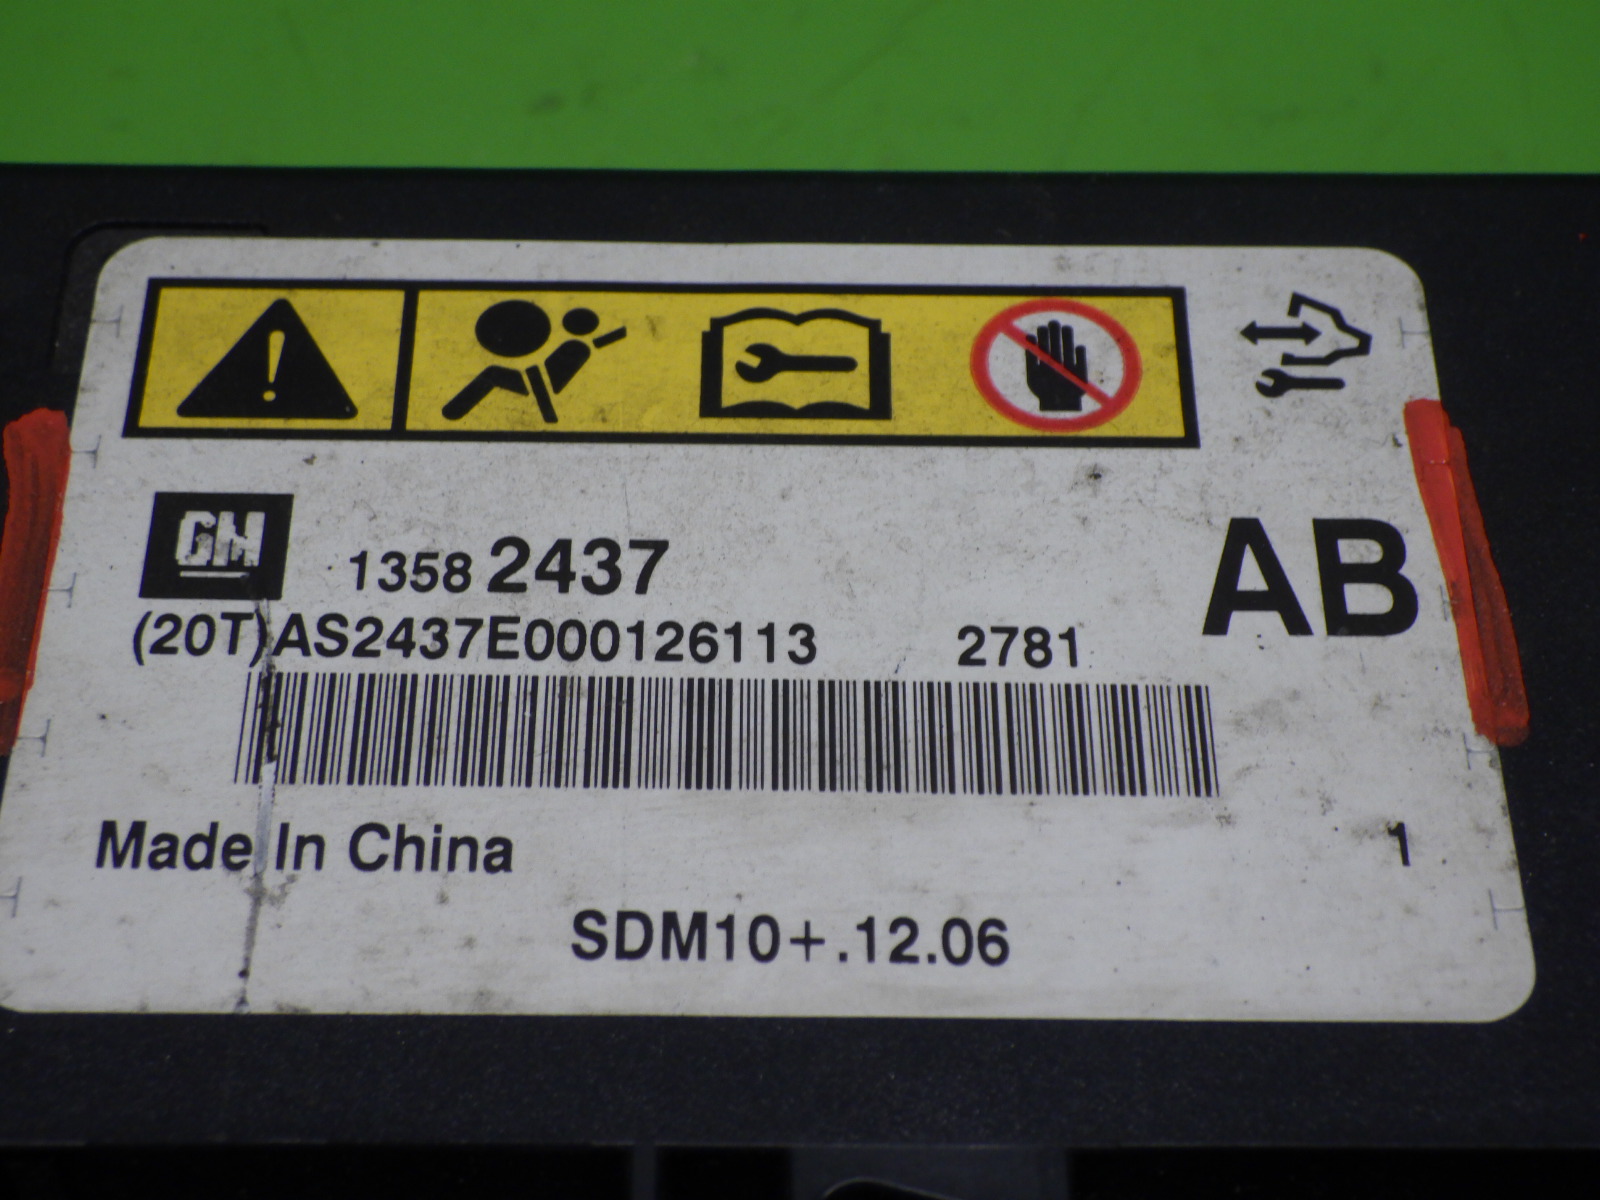 GM
1358 2437
AB
(20T)AS2437E000126113 2781
Made In China
1
SDM10+.12.06